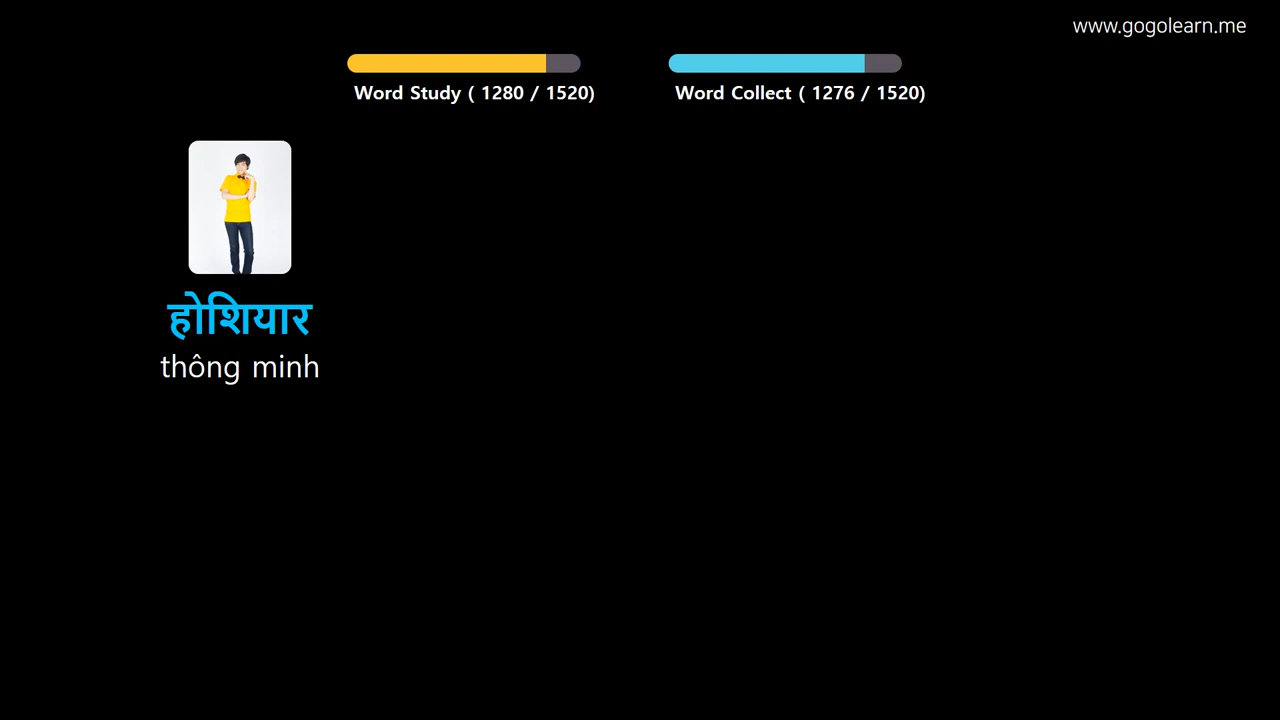 www.gogolearn.me
Word Study ( 1280 / 1520)
Word Collect ( 1276 / 1520)
होशियार
thông minh